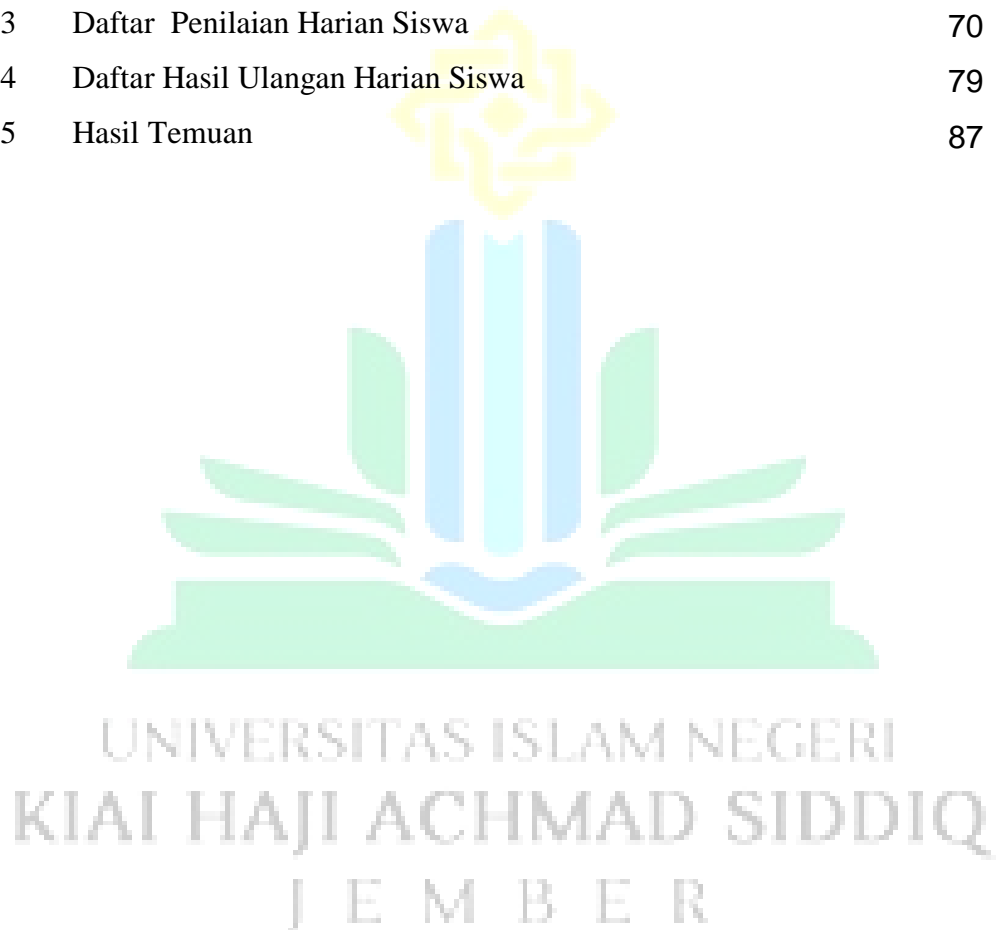 3 Daftar Penilaian Harian Siswa 70
4 Daftar Hasil Ulangan Harian Siswa 79
5 Hasil Temuan 87
UNIVERSITAS ISLAM NEGERI
KIAI HAJI ACHMAD SIDDIQ
JEMBER